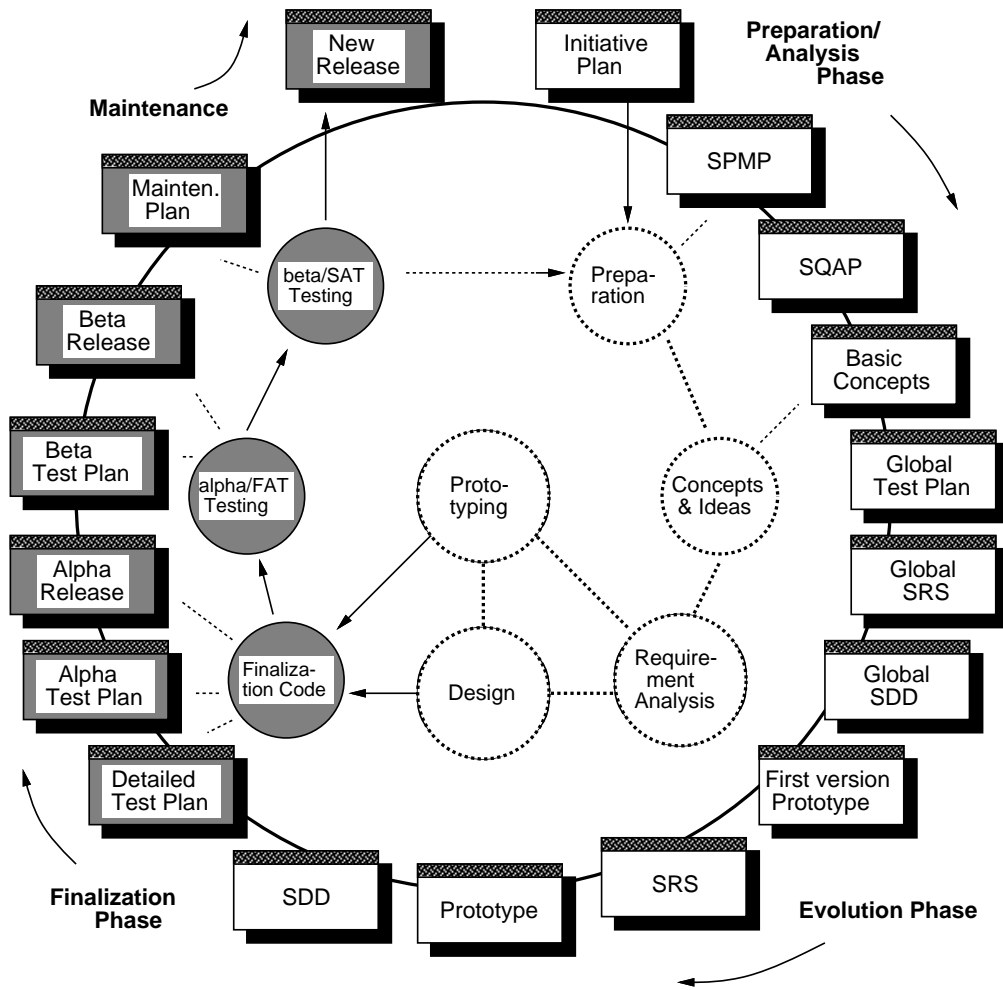 New
Release
Initiative
Plan
Preparation/
Analysis
Phase
Maintenance
SPMP
Mainten.
Plan
SQAP
beta/SAT
Testing
Prepa-
ration
Beta
Release
Basic
Concepts
Beta
Test Plan
alpha/FAT
Testing
Proto-
typing
Concepts
& Ideas
Global
Test Plan
Alpha
Release
Global
SRS
Alpha
Test Plan
Finaliza-
tion Code
Design
Require-
ment
Analysis
Global
SDD
Detailed
Test Plan
First version
Prototype
SDD
Prototype
SRS
Finalization
Phase
Evolution Phase